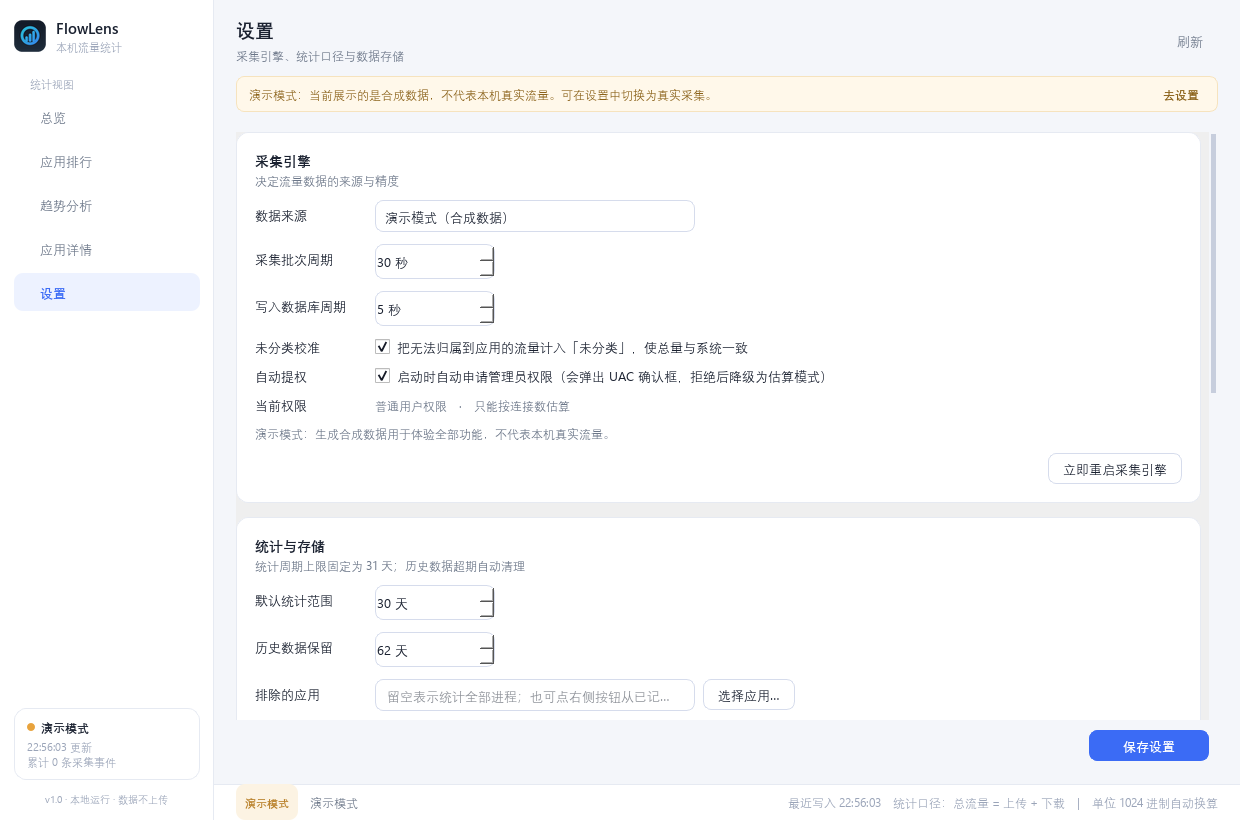 FlowLens
本机流量统计
统计视图
总览
应用排行
趋势分析
应用详情
设置
演示模式
22:56:03 更新
累计 0 条采集事件
v1.0 · 本地运行 · 数据不上传
设置
采集引擎、统计口径与数据存储
刷新
演示模式：当前展示的是合成数据，不代表本机真实流量。可在设置中切换为真实采集。
去设置
采集引擎
决定流量数据的来源与精度
数据来源
演示模式（合成数据）
采集批次周期
30 秒
写入数据库周期
5 秒
未分类校准
把无法归属到应用的流量计入「未分类」，使总量与系统一致
自动提权
启动时自动申请管理员权限（会弹出 UAC 确认框，拒绝后降级为估算模式）
当前权限
普通用户权限 · 只能按连接数估算
演示模式：生成合成数据用于体验全部功能，不代表本机真实流量。
立即重启采集引擎
统计与存储
统计周期上限固定为 31 天；历史数据超期自动清理
默认统计范围
30 天
历史数据保留
62 天
排除的应用
留空表示统计全部进程；也可点右侧按钮从已记...
选择应用...
保存设置
演示模式
演示模式
最近写入 22:56:03
统计口径：总流量 = 上传 + 下载 | 单位 1024 进制自动换算